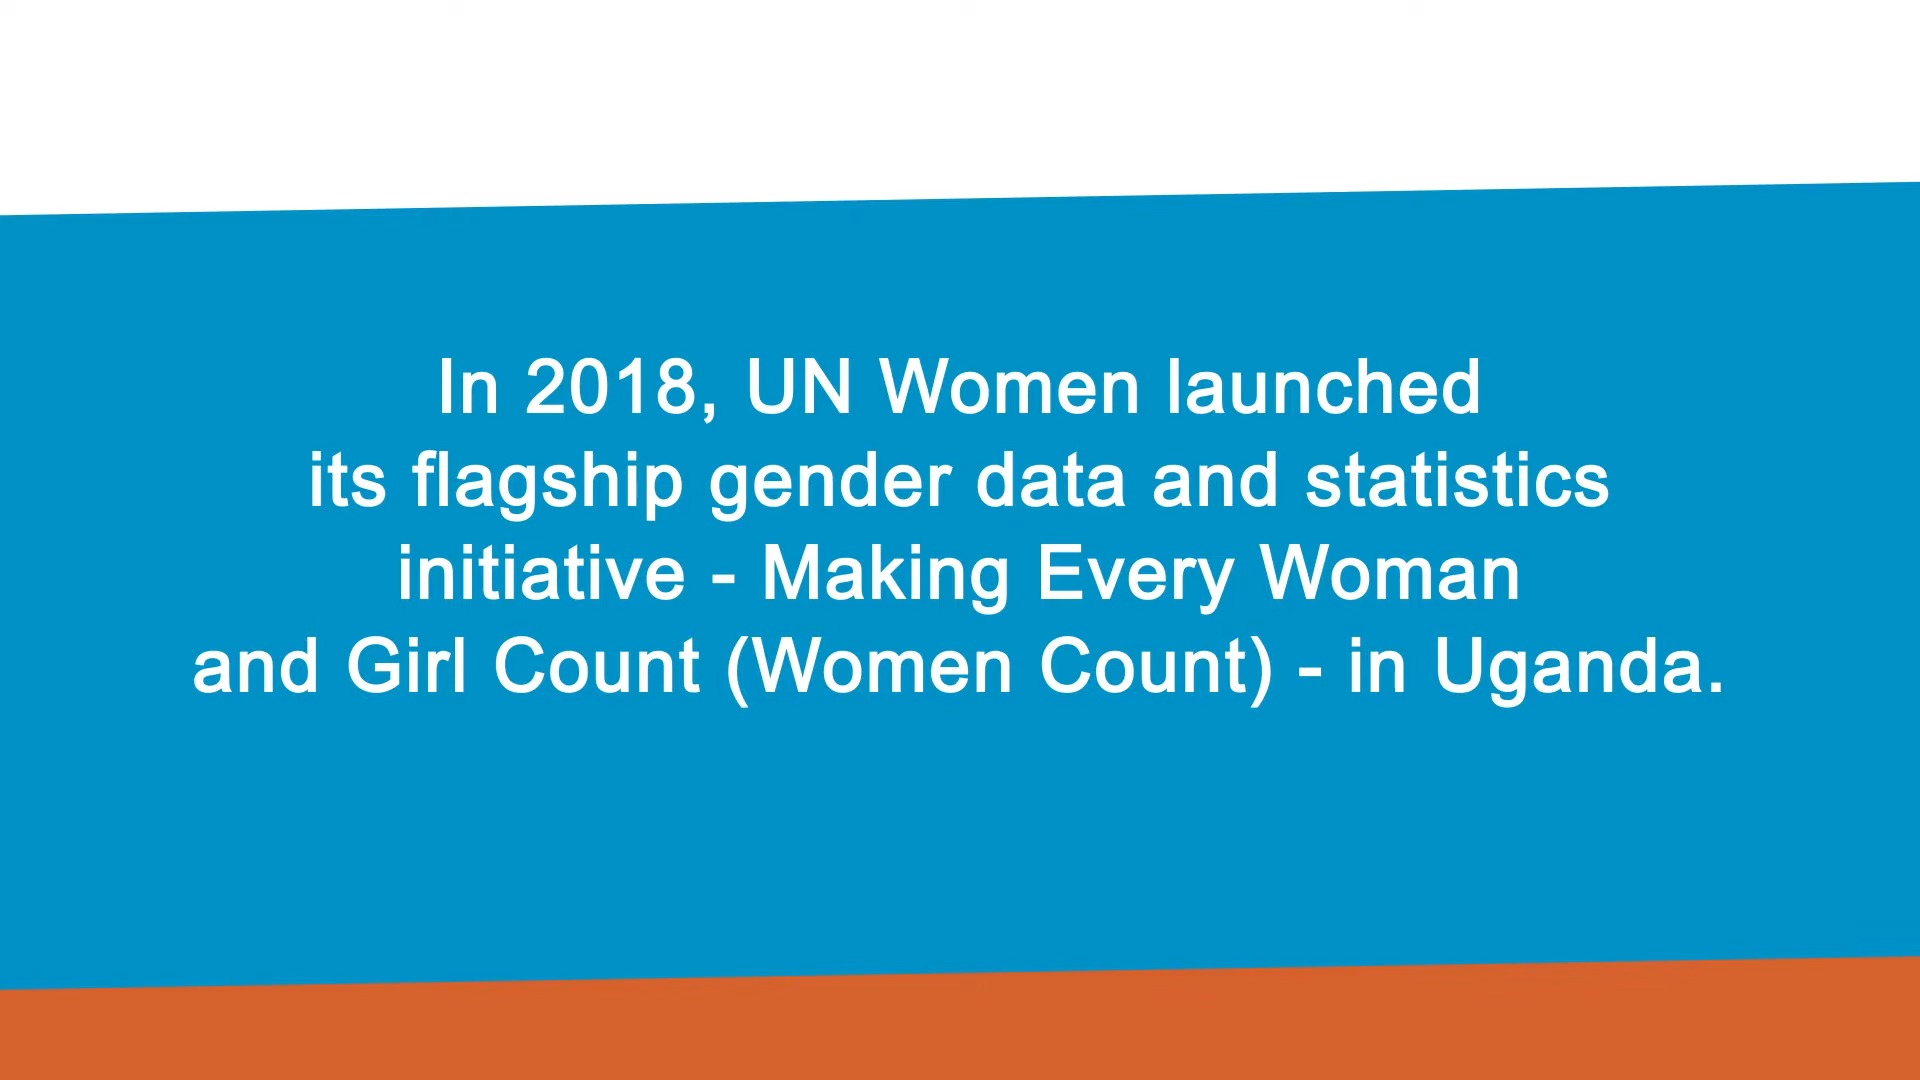 In 2018, UN Women launched
its flagship gender data and statistics
initiative - Making Every Woman
and Girl Count (Women Count) - in Uganda.